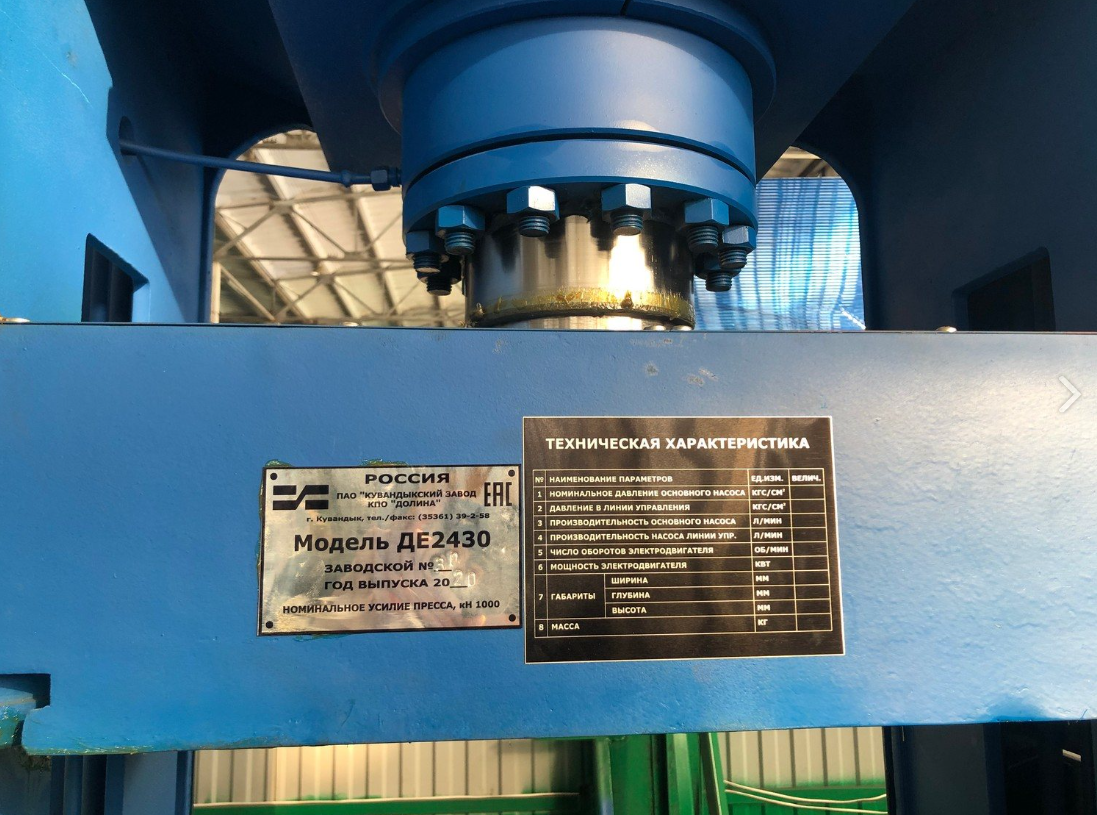 РОССИЯ
ПАО "КУВАНДЫКСКИЙ ЗАВОД
КПО "ДОЛИНА"
EAC
г. Кувандык, тел./факс: (35361) 39-2-58
Модель ДЕ2430
ЗАВОДСКОЙ №
ГОД ВЫПУСКА 2020
НОМИНАЛЬНОЕ УСИЛИЕ ПРЕССА, кН 1000
ТЕХНИЧЕСКАЯ ХАРАКТЕРИСТИКА
№ НАИМЕНОВАНИЕ ПАРАМЕТРОВ ЕД.ИЗМ. ВЕЛИЧ.
1 НОМИНАЛЬНОЕ ДАВЛЕНИЕ ОСНОВНОГО НАСОСА КГС/СМ²
2 ДАВЛЕНИЕ В ЛИНИИ УПРАВЛЕНИЯ КГС/СМ²
3 ПРОИЗВОДИТЕЛЬНОСТЬ ОСНОВНОГО НАСОСА Л/МИН
4 ПРОИЗВОДИТЕЛЬНОСТЬ НАСОСА ЛИНИИ УПР. Л/МИН
5 ЧИСЛО ОБОРОТОВ ЭЛЕКТРОДВИГАТЕЛЯ ОБ/МИН
6 МОЩНОСТЬ ЭЛЕКТРОДВИГАТЕЛЯ КВТ
7 ГАБАРИТЫ ШИРИНА ММ
ГЛУБИНА ММ
ВЫСОТА ММ
8 МАССА КГ